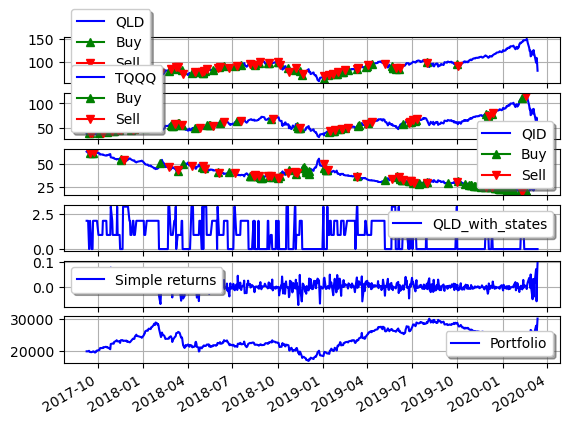 QLD
Buy
Sell
150
100
TQQQ
Buy
Sell
100
50
QID
Buy
Sell
50
25
QLD_with_states
2.5
0.0
Simple returns
0.1
0.0
Portfolio
30000
20000
2017-10 2018-01 2018-04 2018-07 2018-10 2019-01 2019-04 2019-07 2019-10 2020-01 2020-04